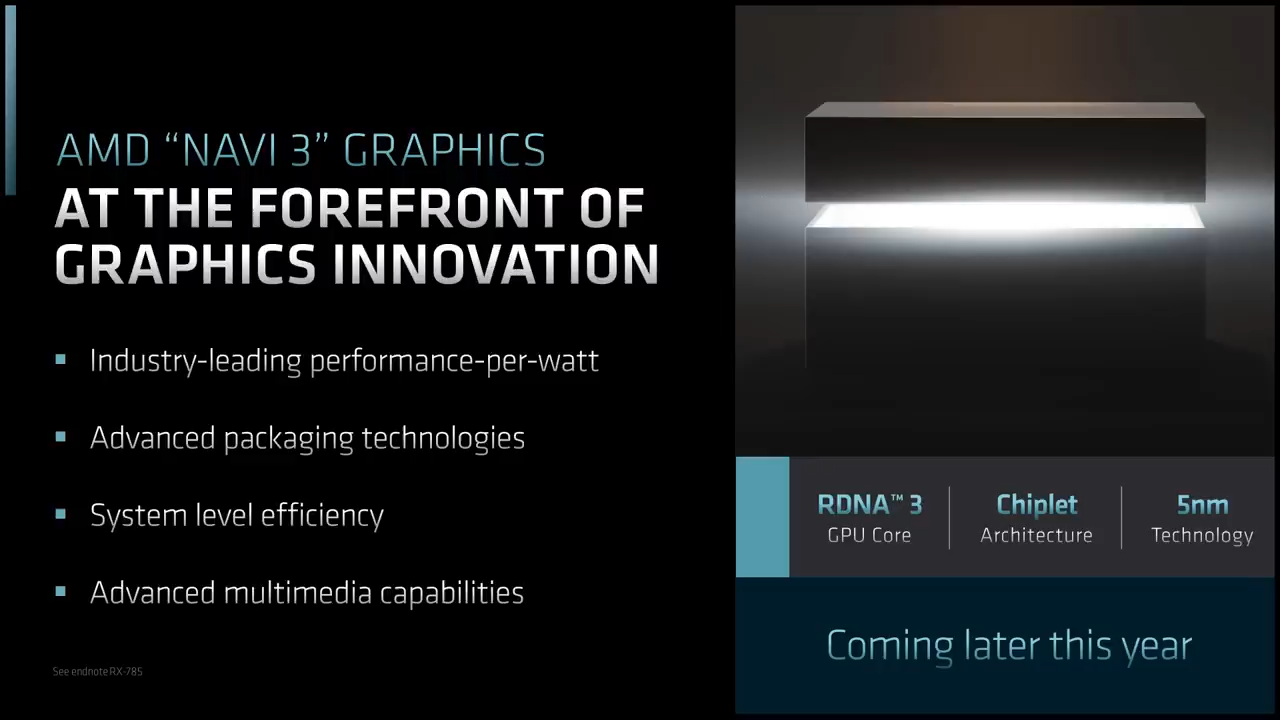 AMD “NAVI 3” GRAPHICS
AT THE FOREFRONT OF
GRAPHICS INNOVATION
Industry-leading performance-per-watt
Advanced packaging technologies
System level efficiency
Advanced multimedia capabilities
See endnote RX-785
RDNA™ 3
GPU Core
Chiplet
Architecture
5nm
Technology
Coming later this year